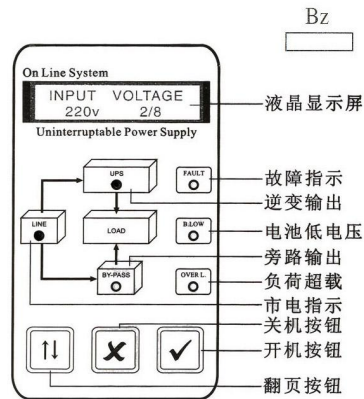 Bz
On Line System
INPUT VOLTAGE
220v 2/8
Uninterruptable Power Supply
液晶显示屏
UPS
FAULT
故障指示
逆变输出
LINE
LOAD
B.LOW
电池低电压
旁路输出
BY-PASS
OVER L.
负荷超载
市电指示
关机按钮
开机按钮
翻页按钮